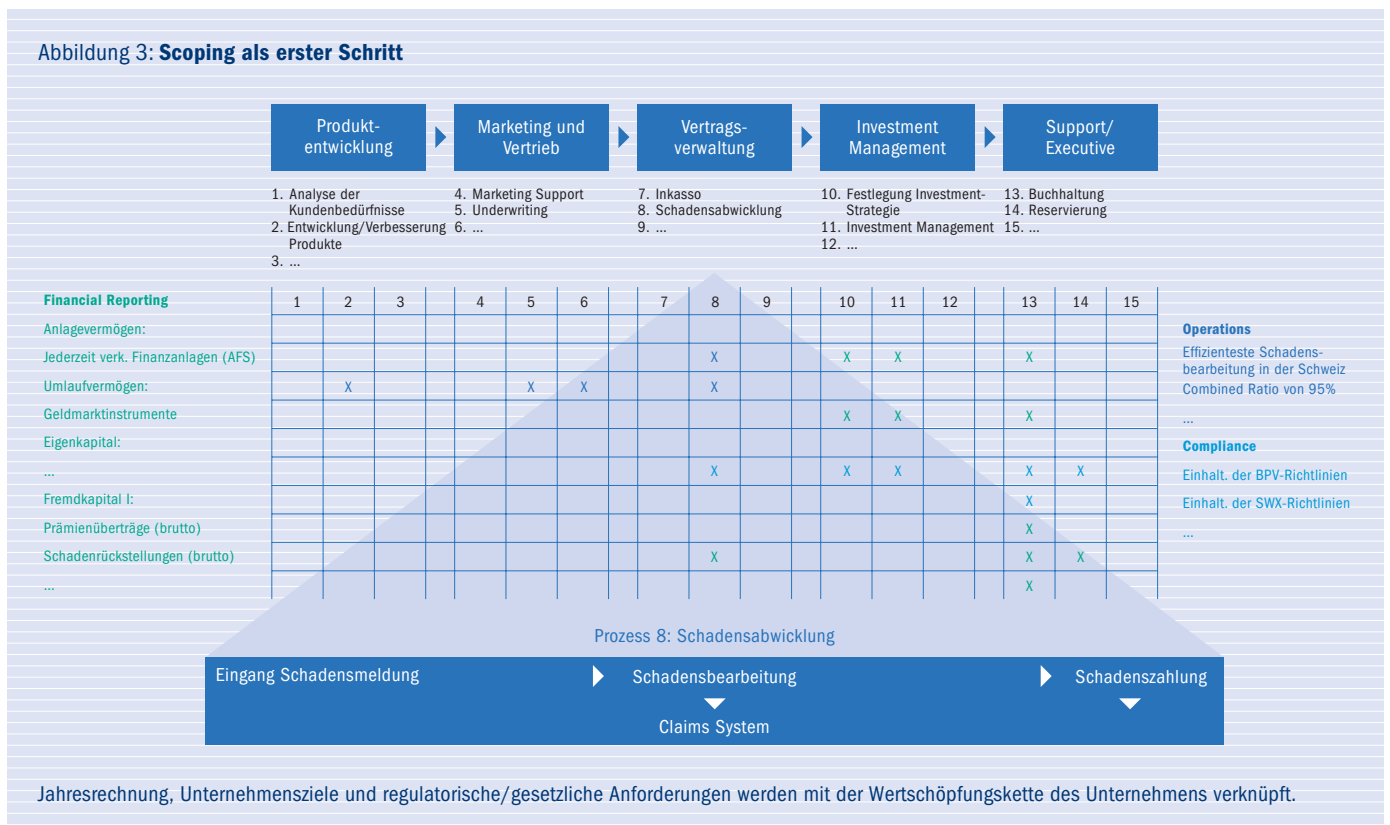 Abbildung 3: Scoping als erster Schritt
Produkt-
entwicklung
Marketing und
Vertrieb
Vertrags-
verwaltung
Investment
Management
Support/
Executive
1. Analyse der
Kundenbedürfnisse
2. Entwicklung/Verbesserung
Produkte
3. ...
4. Marketing Support
5. Underwriting
6. ...
7. Inkasso
8. Schadensabwicklung
9. ...
10. Festlegung Investment-
Strategie
11. Investment Management
12. ...
13. Buchhaltung
14. Reservierung
15. ...
Financial Reporting 1 2 3 4 5 6 7 8 9 10 11 12 13 14 15
Anlagevermögen:
Jederzeit verk. Finanzanlagen (AFS) X X X X
Umlaufvermögen: X X X X
Geldmarktinstrumente X X X
Eigenkapital:
... X X X X X
Fremdkapital I: X
Prämienüberträge (brutto) X
Schadenrückstellungen (brutto) X X X
... X
Operations
Effizienteste Schadens-
bearbeitung in der Schweiz
Combined Ratio von 95%
...
Compliance
Einhalt. der BPV-Richtlinien
Einhalt. der SWX-Richtlinien
...
Prozess 8: Schadensabwicklung
Eingang Schadensmeldung
Schadensbearbeitung
Schadenszahlung
Claims System
Jahresrechnung, Unternehmensziele und regulatorische/gesetzliche Anforderungen werden mit der Wertschöpfungskette des Unternehmens verknüpft.